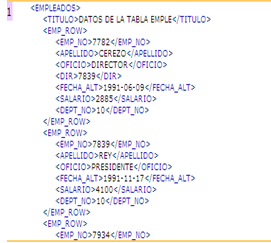 1 <EMPLEADOS>
<TITULO>DATOS DE LA TABLA EMPLE</TITULO>
<EMP_ROW>
<EMP_NO>7782</EMP_NO>
<APELLIDO>CEREZO</APELLIDO>
<OFICIO>DIRECTOR</OFICIO>
<DIR>7839</DIR>
<FECHA_ALT>1991-06-09</FECHA_ALT>
<SALARIO>2885</SALARIO>
<DEPT_NO>10</DEPT_NO>
</EMP_ROW>
<EMP_ROW>
<EMP_NO>7839</EMP_NO>
<APELLIDO>REY</APELLIDO>
<OFICIO>PRESIDENTE</OFICIO>
<FECHA_ALT>1991-11-17</FECHA_ALT>
<SALARIO>4100</SALARIO>
<DEPT_NO>10</DEPT_NO>
</EMP_ROW>
<EMP_ROW>
<EMP_NO>7934</EMP_NO>